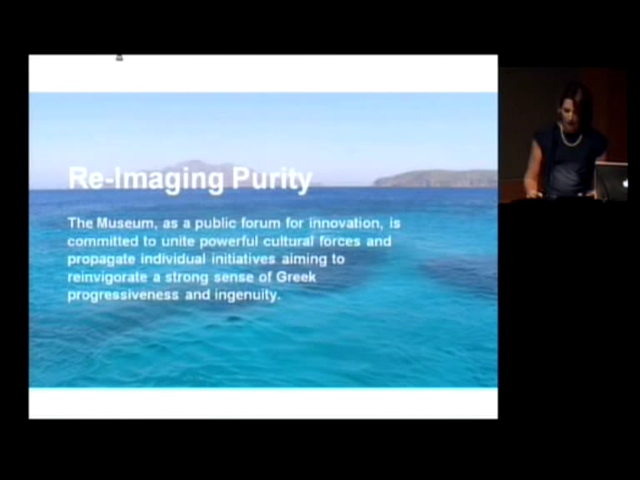 Re-Imaging Purity
The Museum, as a public forum for innovation, is
committed to unite powerful cultural forces and
propagate individual initiatives aiming to
reinvigorate a strong sense of Greek
progressiveness and ingenuity.